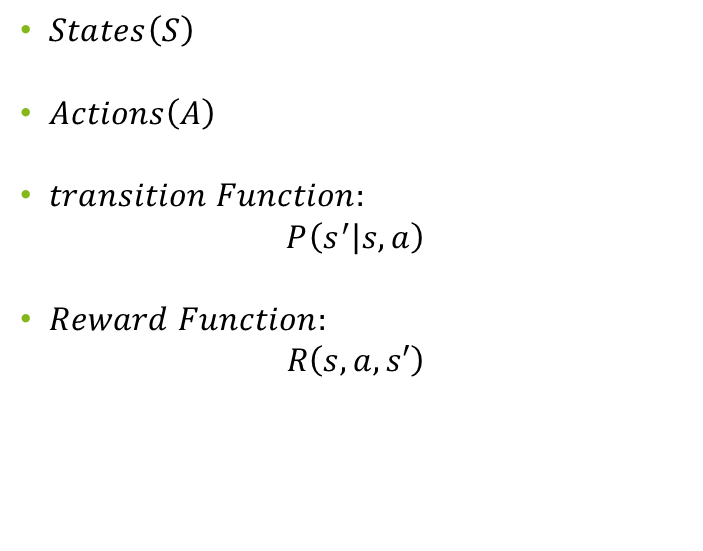 • States(S)
• Actions(A)
• transition Function:
P(s′|s, a)
• Reward Function:
R(s, a, s′)